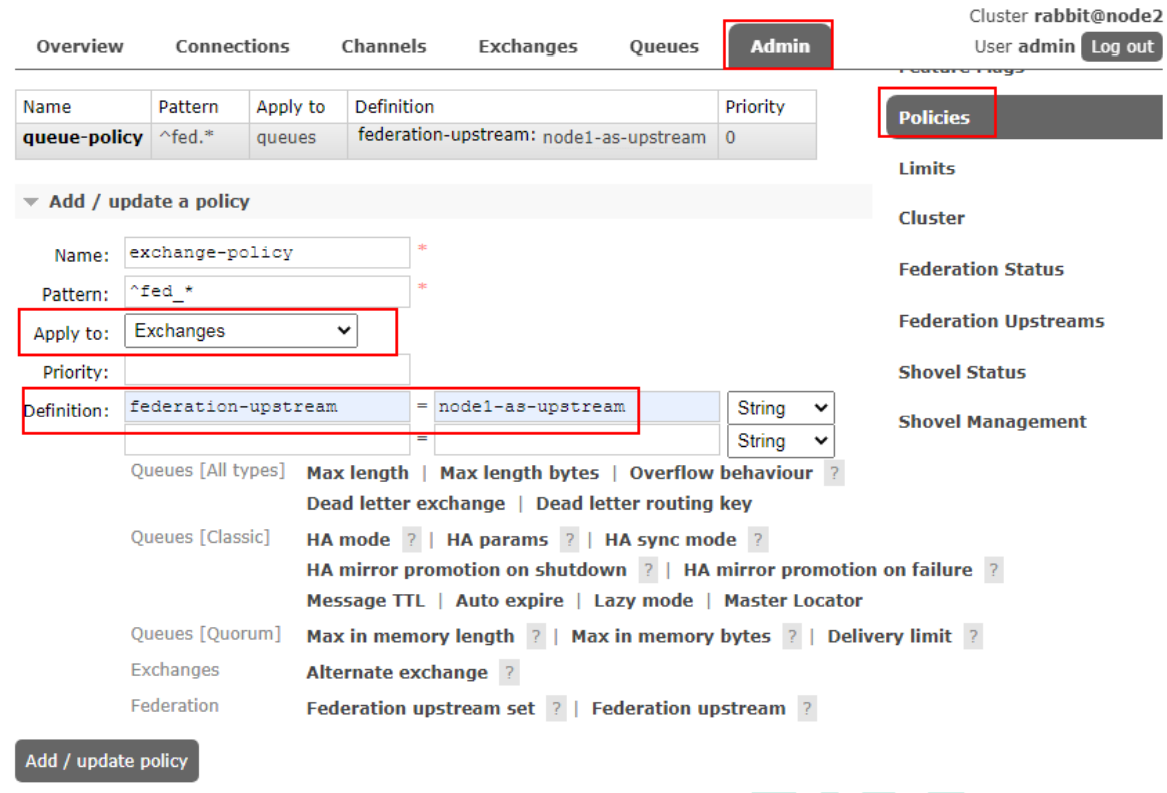 Cluster rabbit@node2
Overview Connections Channels Exchanges Queues Admin User admin Log out
Feature Flags
Name Pattern Apply to Definition Priority
queue-policy ^fed.* queues federation-upstream: node1-as-upstream 0
Policies
Limits
Cluster
Federation Status
Federation Upstreams
Shovel Status
Shovel Management
Add / update a policy
Name: exchange-policy *
Pattern: ^fed_* *
Apply to: Exchanges
Priority:
Definition: federation-upstream = node1-as-upstream String
= String
Queues [All types] Max length | Max length bytes | Overflow behaviour ?
Dead letter exchange | Dead letter routing key
Queues [Classic] HA mode ? | HA params ? | HA sync mode ?
HA mirror promotion on shutdown ? | HA mirror promotion on failure ?
Message TTL | Auto expire | Lazy mode | Master Locator
Queues [Quorum] Max in memory length ? | Max in memory bytes ? | Delivery limit ?
Exchanges Alternate exchange ?
Federation Federation upstream set ? | Federation upstream ?
Add / update policy